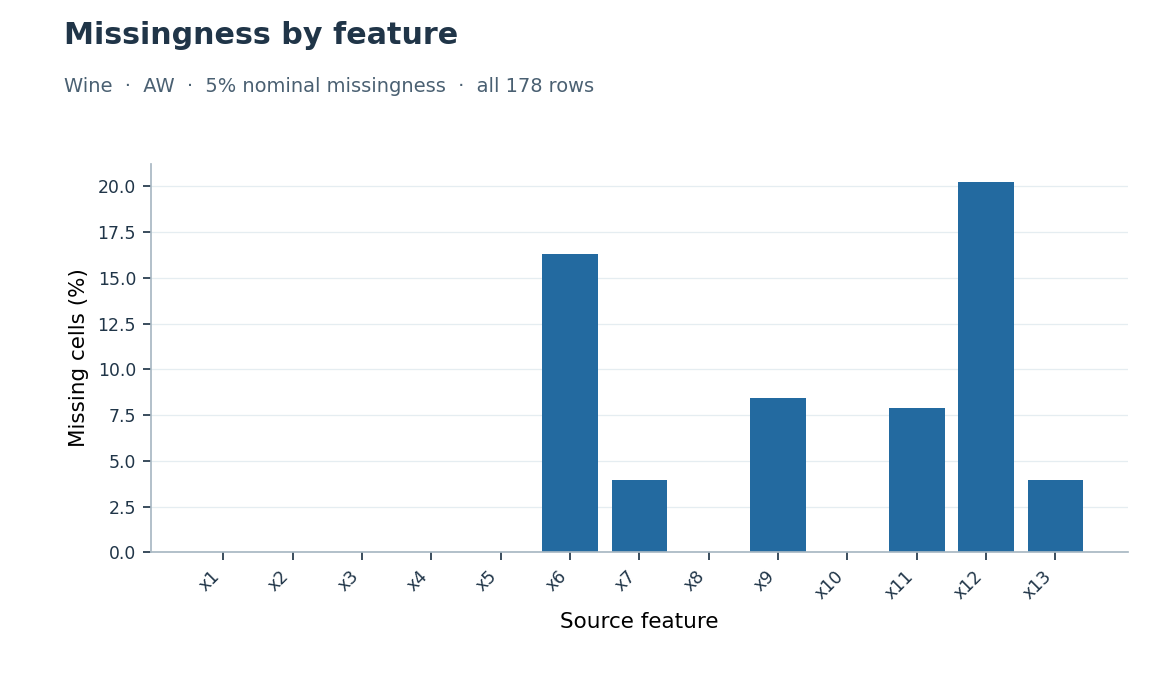 Missingness by feature
Wine · AW · 5% nominal missingness · all 178 rows
Missing cells (%)
20.0
17.5
15.0
12.5
10.0
7.5
5.0
2.5
0.0
x1 x2 x3 x4 x5 x6 x7 x8 x9 x10 x11 x12 x13
Source feature